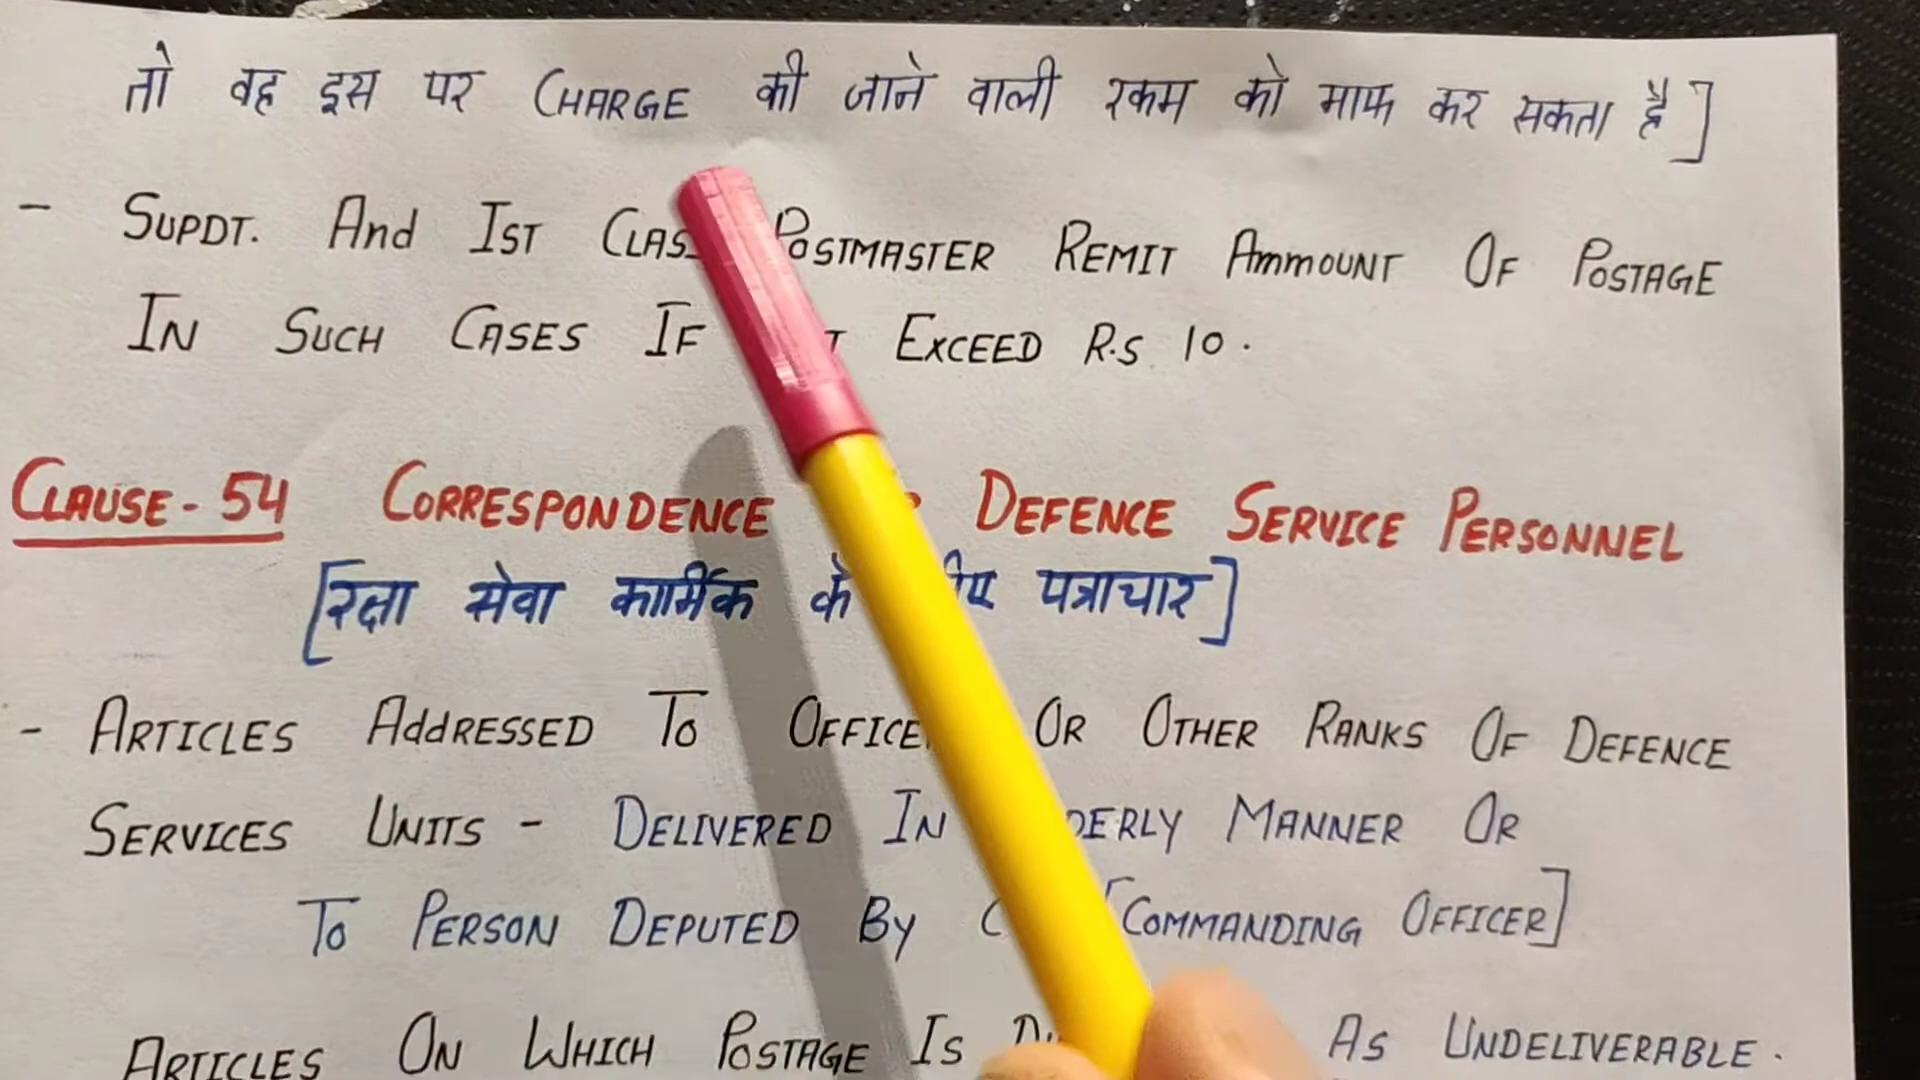 तो वह इस पर CHARGE की जाने वाली रकम को माफ कर सकता है]
- SUPDT. And IST CLAS POSTMASTER REMIT AMMOUNT OF POSTAGE
IN SUCH CASES IF EXCEED R.S 10.
CLAUSE - 54 CORRESPONDENCE DEFENCE SERVICE PERSONNEL
[रक्षा सेवा कार्मिक के पत्राचार]
- ARTICLES AddRESSED TO OFFICE OR OTHER RANKS OF DEFENCE
SERVICES UNITS - DELIVERED IN MANNER OR
TO PERSON DEPUTED BY [COMMANDING OFFICER]
ARTICLES ON WHICH POSTAGE IS AS UNDELIVERABLE.